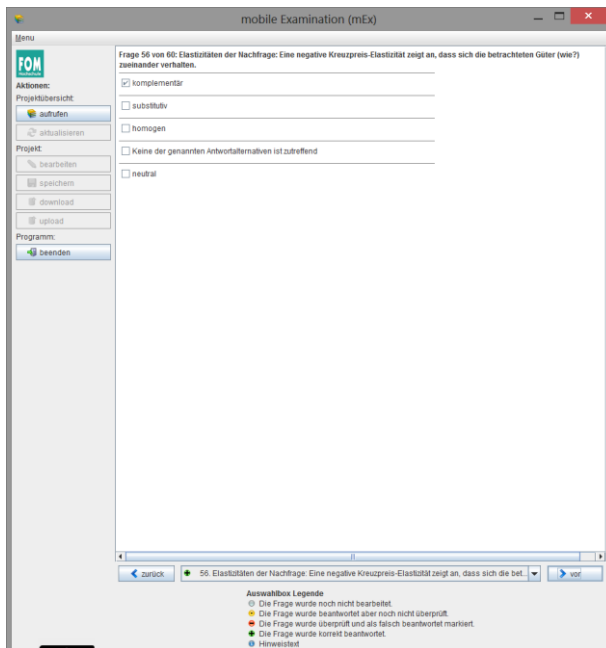 mobile Examination (mEx)
Menu
FOM
Hochschule
Aktionen:
Projektübersicht:
aufrufen
aktualisieren
Projekt:
bearbeiten
speichern
download
upload
Programm:
beenden
Frage 56 von 60: Elastizitäten der Nachfrage: Eine negative Kreuzpreis-Elastizität zeigt an, dass sich die betrachteten Güter (wie?)
zueinander verhalten.
komplementär
substitutiv
homogen
Keine der genannten Antwortalternativen ist zutreffend
neutral
zurück
56. Elastizitäten der Nachfrage: Eine negative Kreuzpreis-Elastizität zeigt an, dass sich die bet...
vor
Auswahlbox Legende
Die Frage wurde noch nicht bearbeitet.
Die Frage wurde beantwortet aber noch nicht überprüft.
Die Frage wurde überprüft und als falsch beantwortet markiert.
Die Frage wurde korrekt beantwortet.
Hinweistext